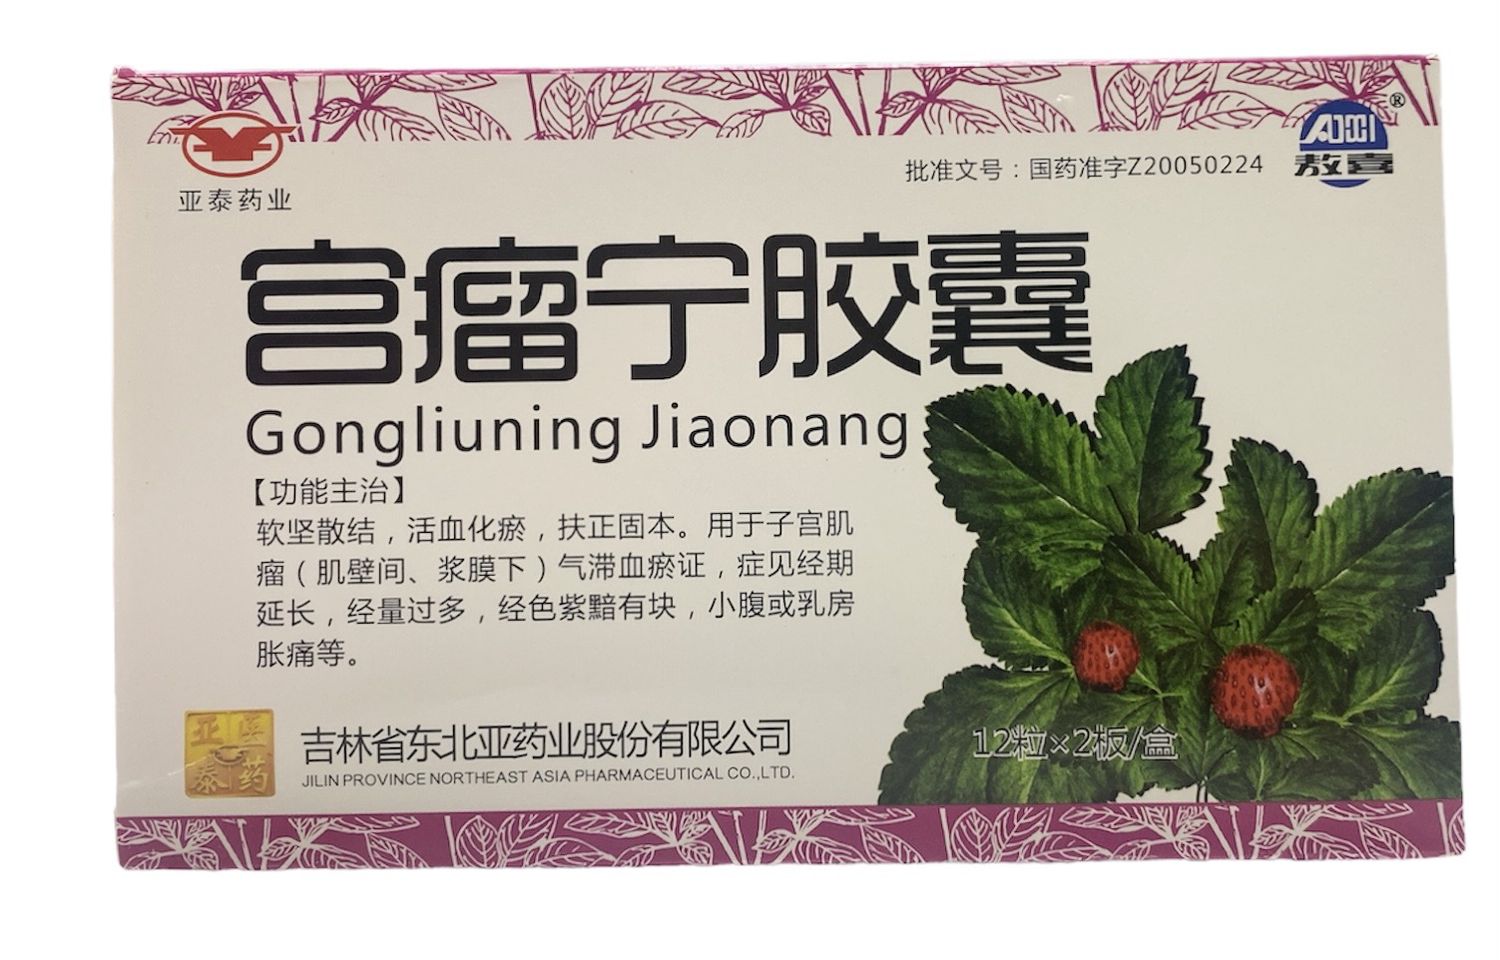 亚泰药业
AOXI
®
敖喜
批准文号：国药准字Z20050224
宫瘤宁胶囊
Gongliuning Jiaonang
【功能主治】
软坚散结，活血化瘀，扶正固本。用于子宫肌
瘤（肌壁间、浆膜下）气滞血瘀证，症见经期
延长，经量过多，经色紫黯有块，小腹或乳房
胀痛等。
亚医
泰药
吉林省东北亚药业股份有限公司
JILIN PROVINCE NORTHEAST ASIA PHARMACEUTICAL CO.,LTD.
12粒×2板/盒